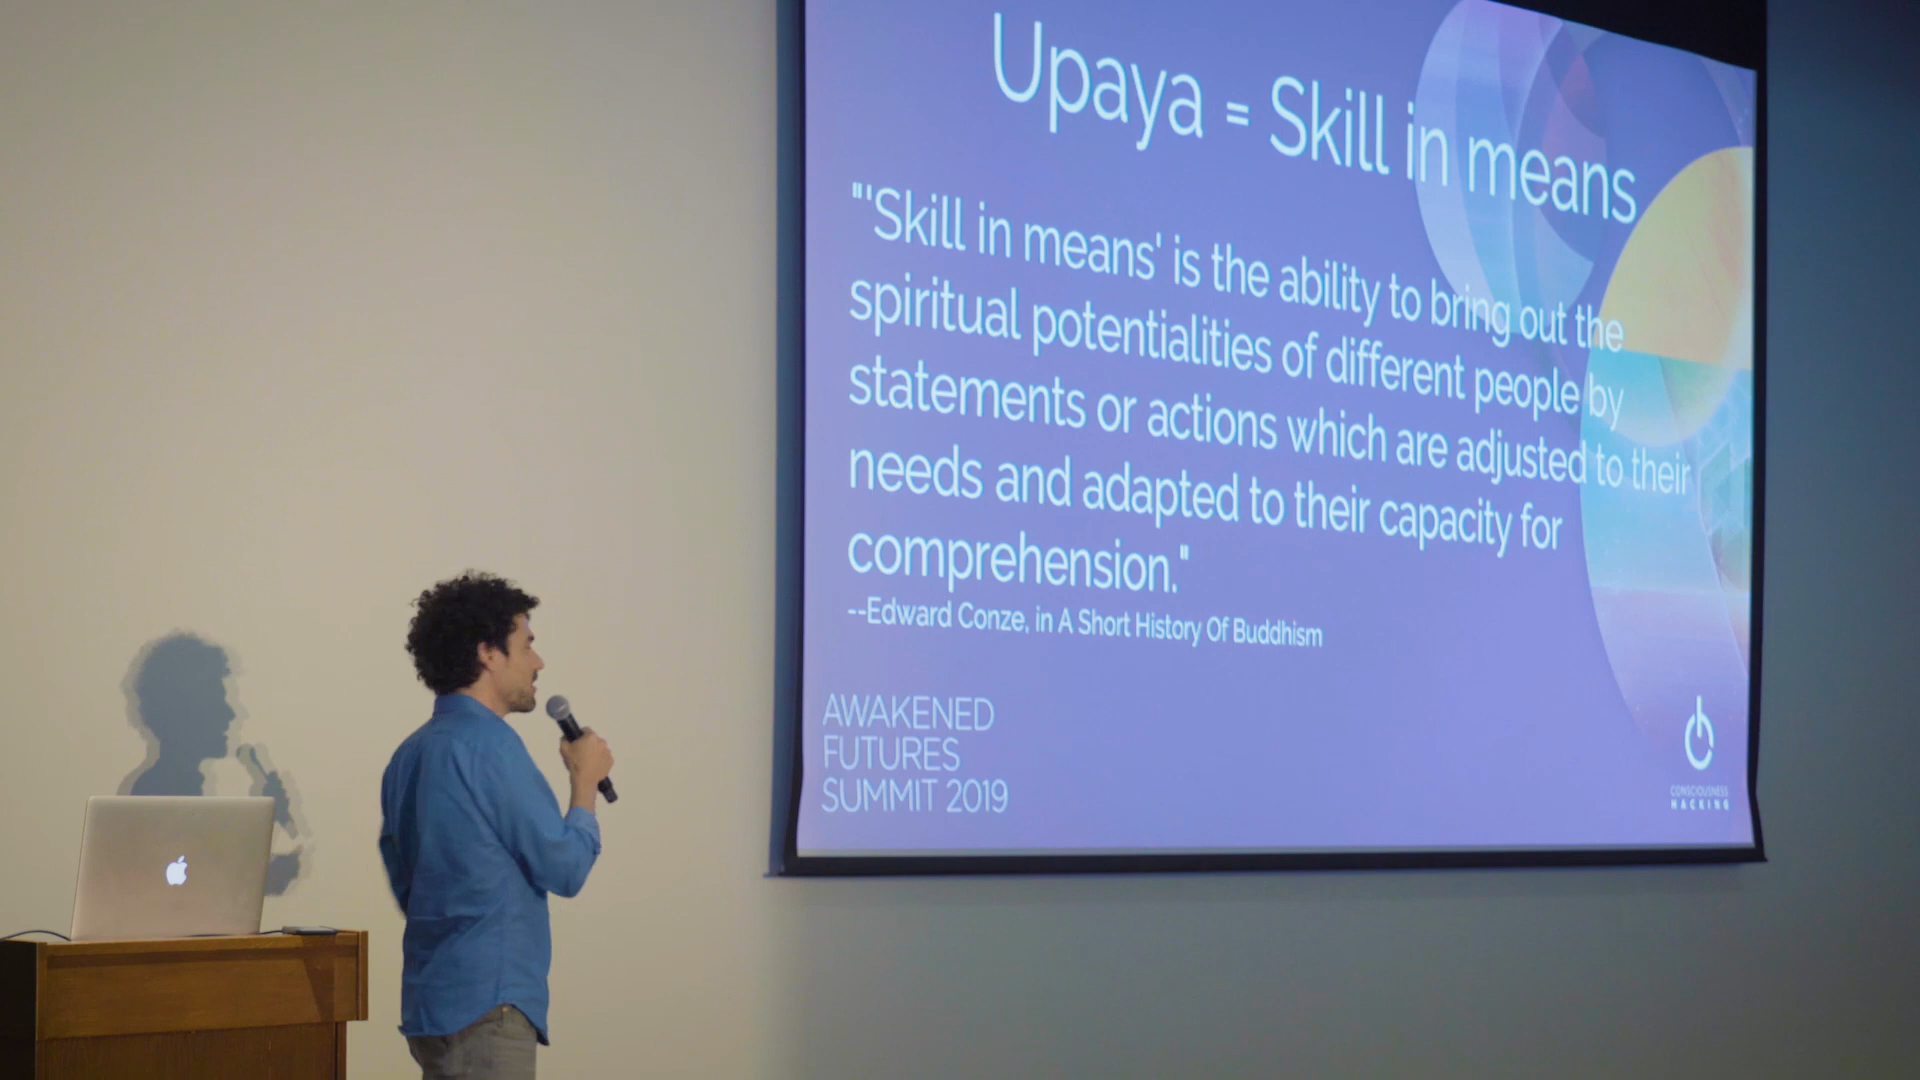 Upaya = Skill in means
"'Skill in means' is the ability to bring out the
spiritual potentialities of different people by
statements or actions which are adjusted to their
needs and adapted to their capacity for
comprehension."
--Edward Conze, in A Short History Of Buddhism
AWAKENED
FUTURES
SUMMIT 2019
CONSCIOUSNESS
HACKING